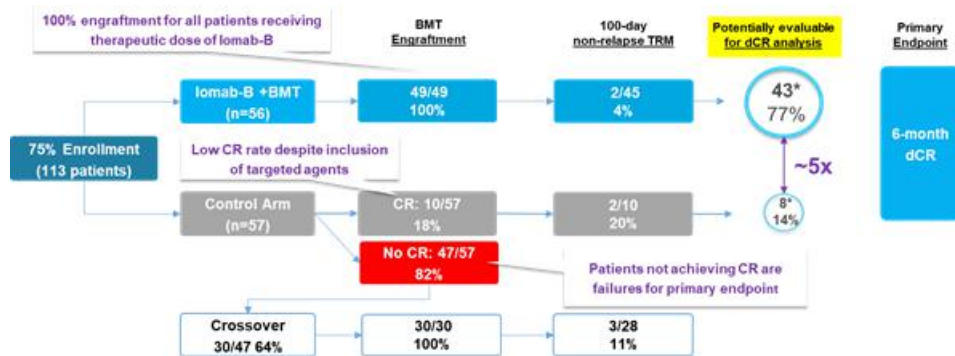 100% engraftment for all patients receiving
therapeutic dose of Iomab-B
BMT
Engraftment
100-day
non-relapse TRM
Potentially evaluable
for dCR analysis
Primary
Endpoint
Iomab-B +BMT
(n=56)
49/49
100%
2/45
4%
43*
77%
75% Enrollment
(113 patients)
Low CR rate despite inclusion
of targeted agents
~5x
6-month
dCR
Control Arm
(n=57)
CR: 10/57
18%
2/10
20%
8*
14%
No CR: 47/57
82%
Patients not achieving CR are
failures for primary endpoint
Crossover
30/47 64%
30/30
100%
3/28
11%